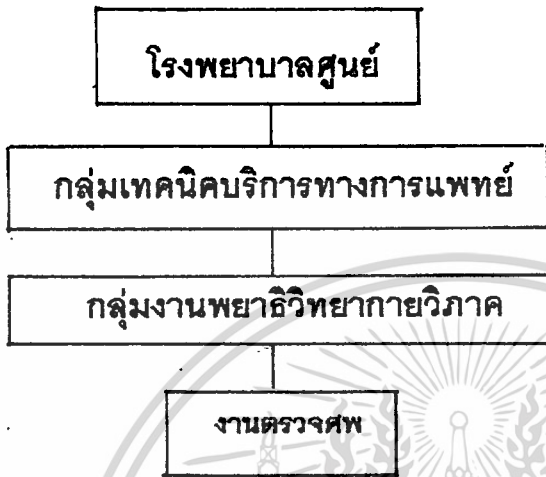 โรงพยาบาลศูนย์
กลุ่มเทคนิคบริการทางการแพทย์
กลุ่มงานพยาธิวิทยากายวิภาค
งานตรวจศพ